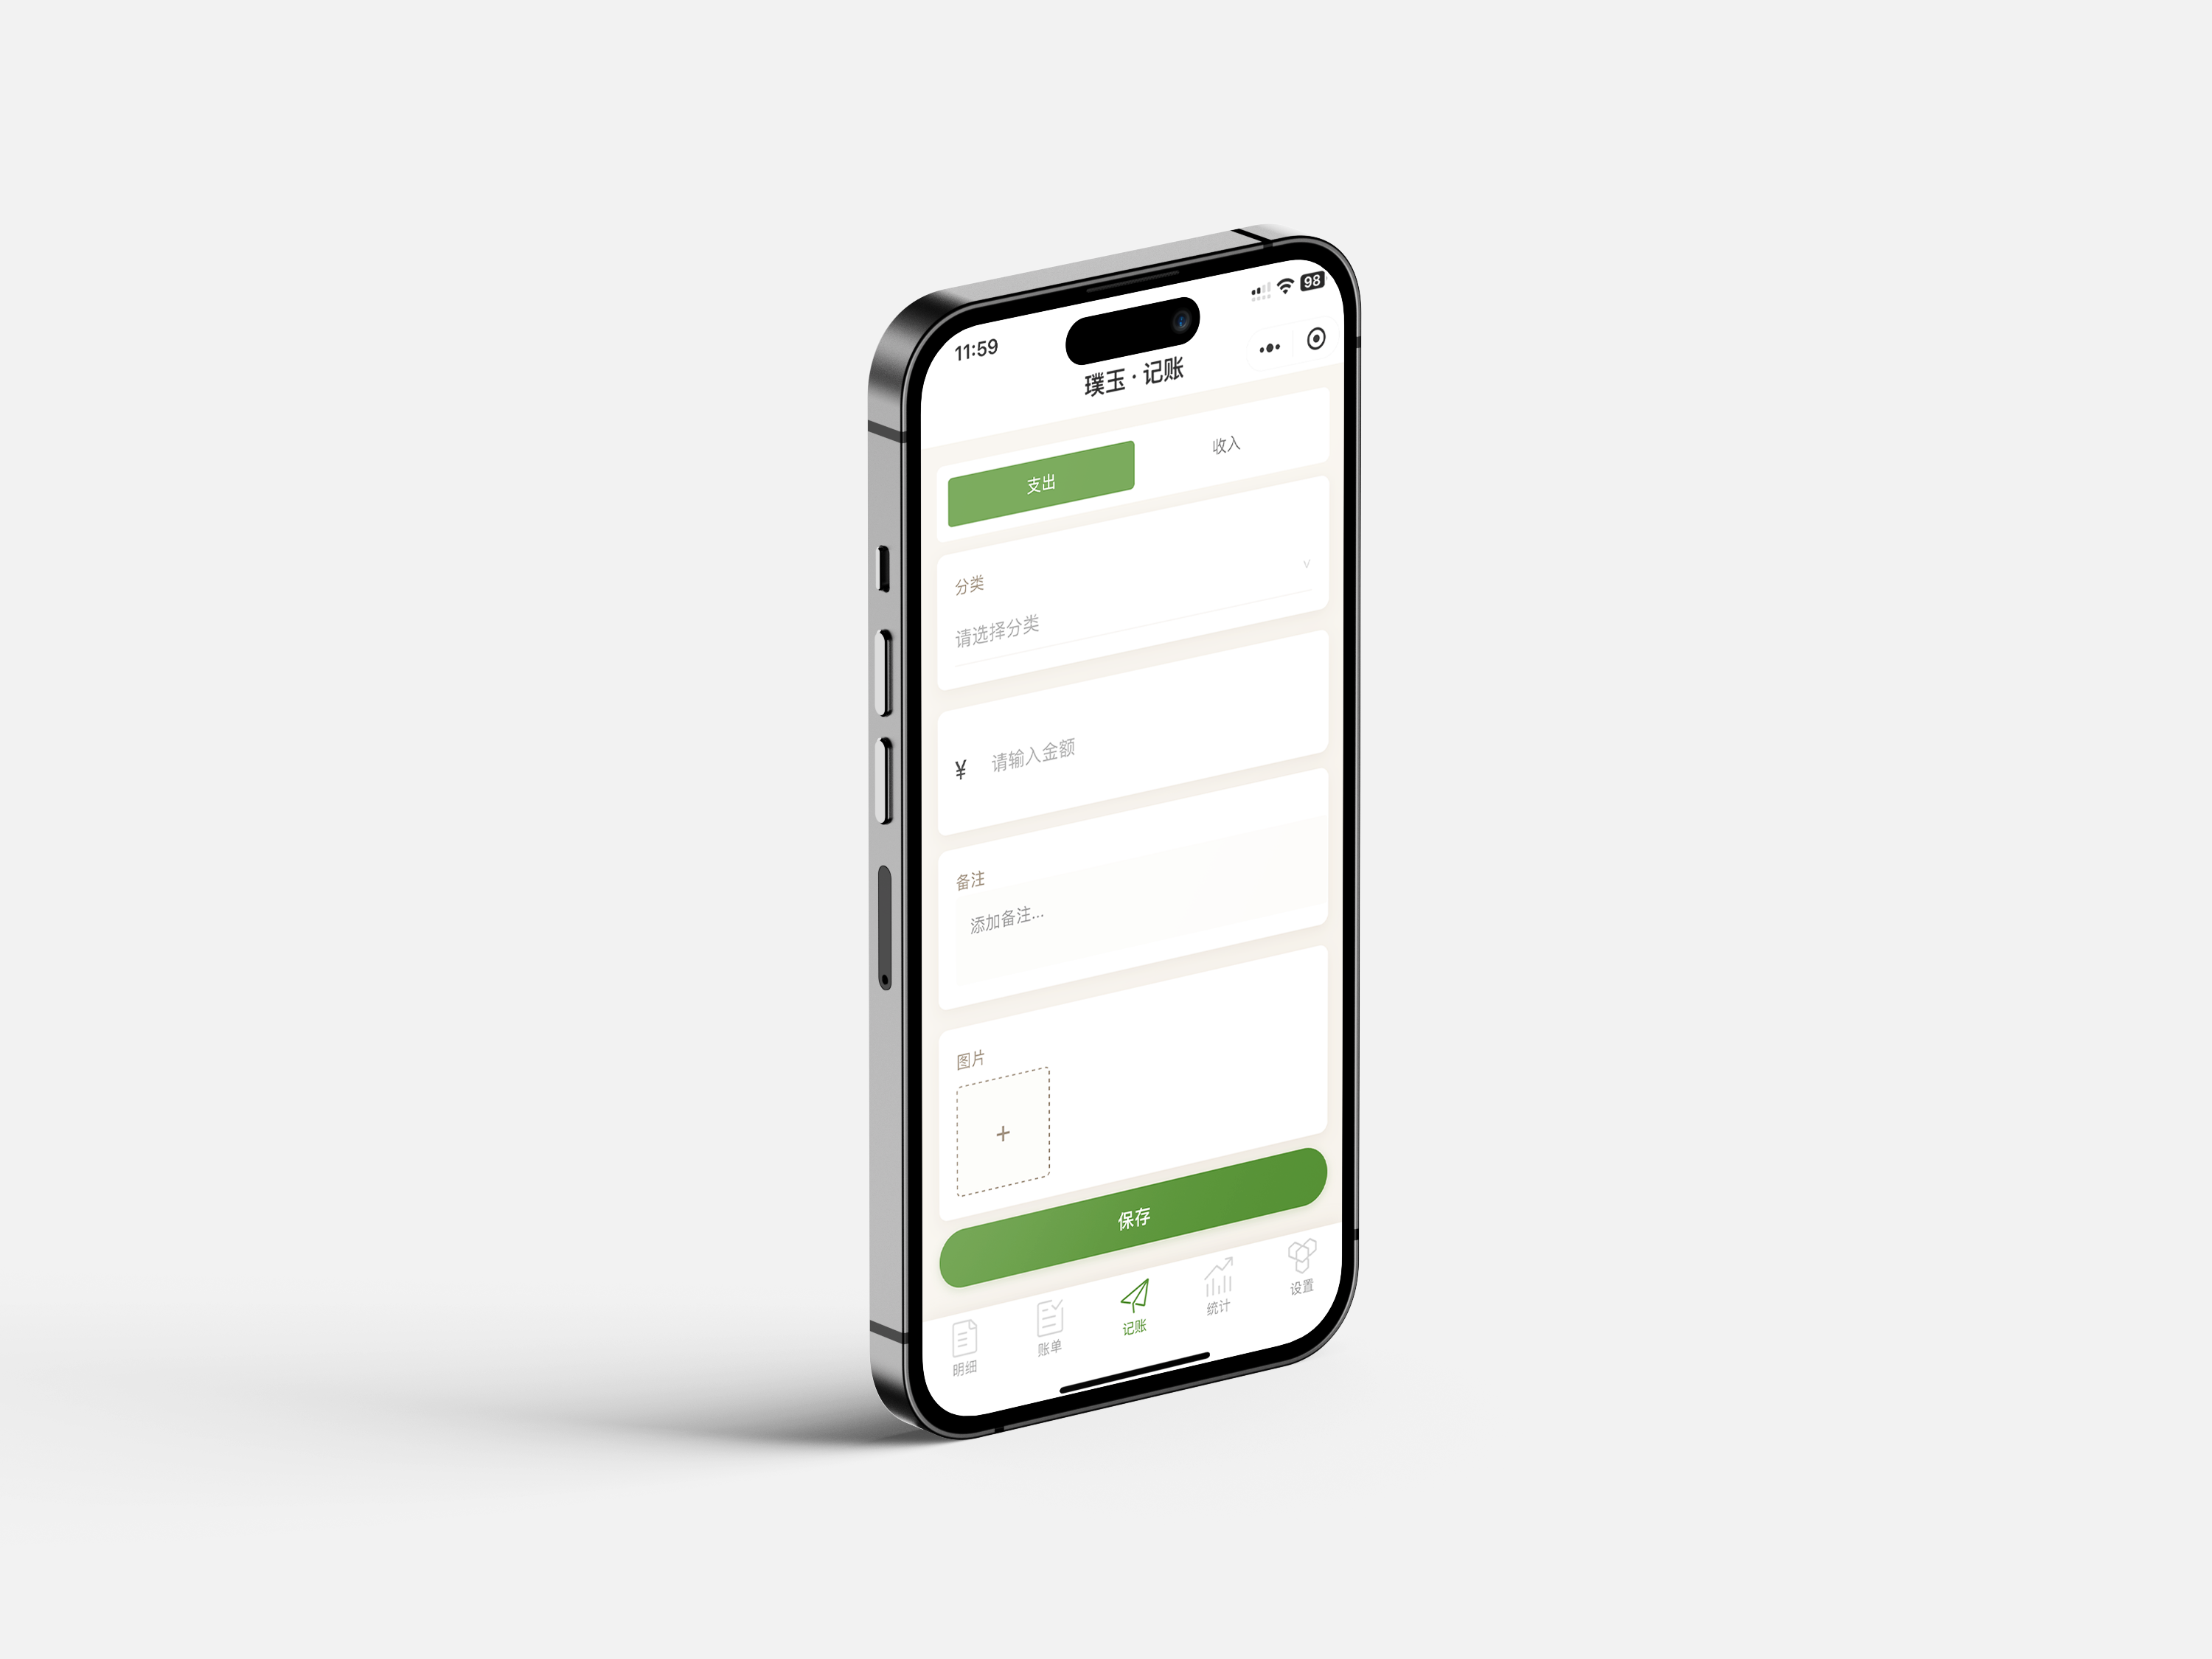 11:59
98
璞玉 · 记账
支出
收入
分类
请选择分类
¥ 请输入金额
备注
添加备注...
图片
+
保存
明细
账单
记账
统计
设置